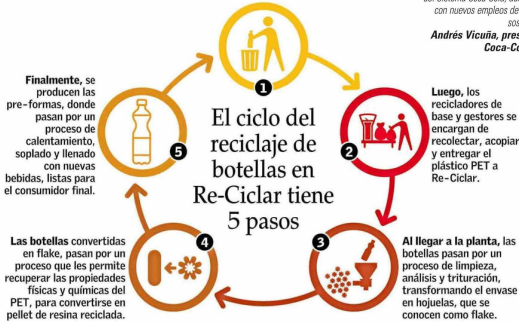 con nuevos empleos de
sos
Andrés Vicuña, pres
Coca-Co
1
El ciclo del
reciclaje de
botellas en
Re-Ciclar tiene
5 pasos
2
Luego, los
recicladores de
base y gestores se
encargan de
recolectar, acopiar
y entregar el
plástico PET a
Re-Ciclar.
3
Al llegar a la planta, las
botellas pasan por un
proceso de limpieza,
análisis y trituración,
transformando el envase
en hojuelas, que se
conocen como flake.
4
Las botellas convertidas
en flake, pasan por un
proceso que les permite
recuperar las propiedades
físicas y químicas del
PET, para convertirse en
pellet de resina reciclada.
5
Finalmente, se
producen las
pre-formas, donde
pasan por un
proceso de
calentamiento,
soplado y llenado
con nuevas
bebidas, listas para
el consumidor final.